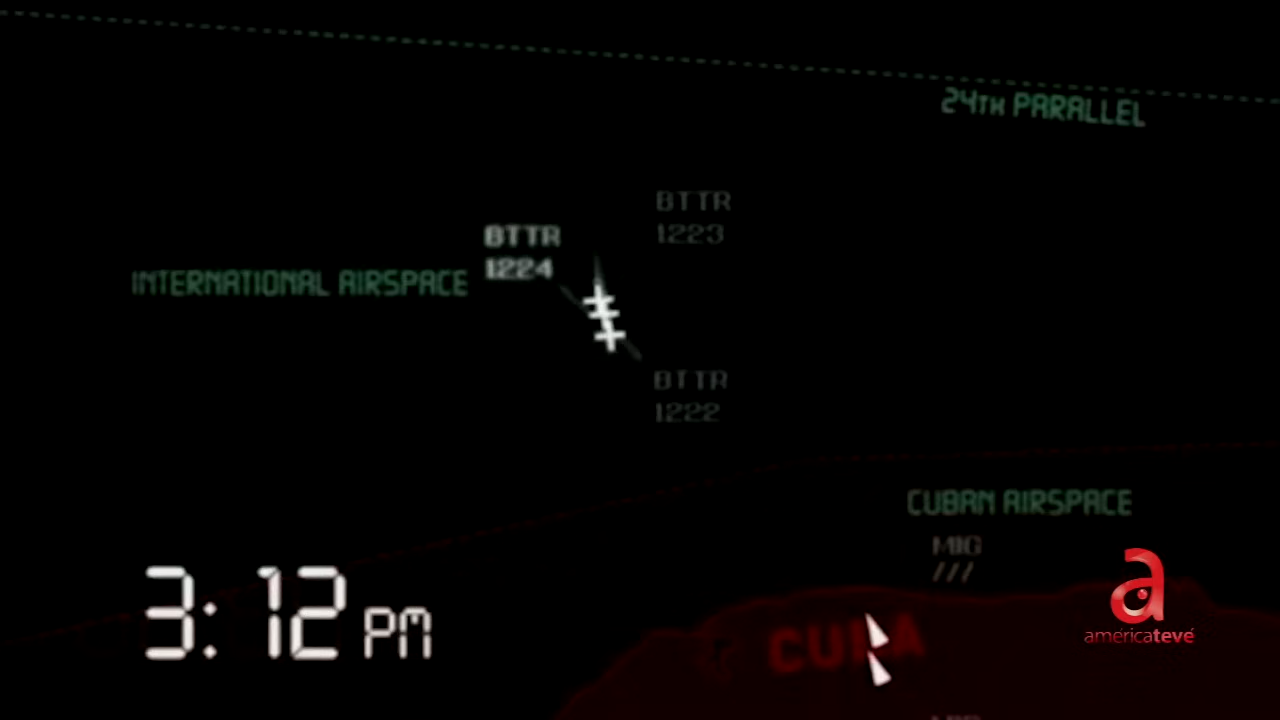 24TH PARALLEL
BTTR
1223
BTTR
1224
INTERNATIONAL AIRSPACE
BTTR
1222
CUBAN AIRSPACE
MIG
///
3:12 PM
CUBA
a
américatevé